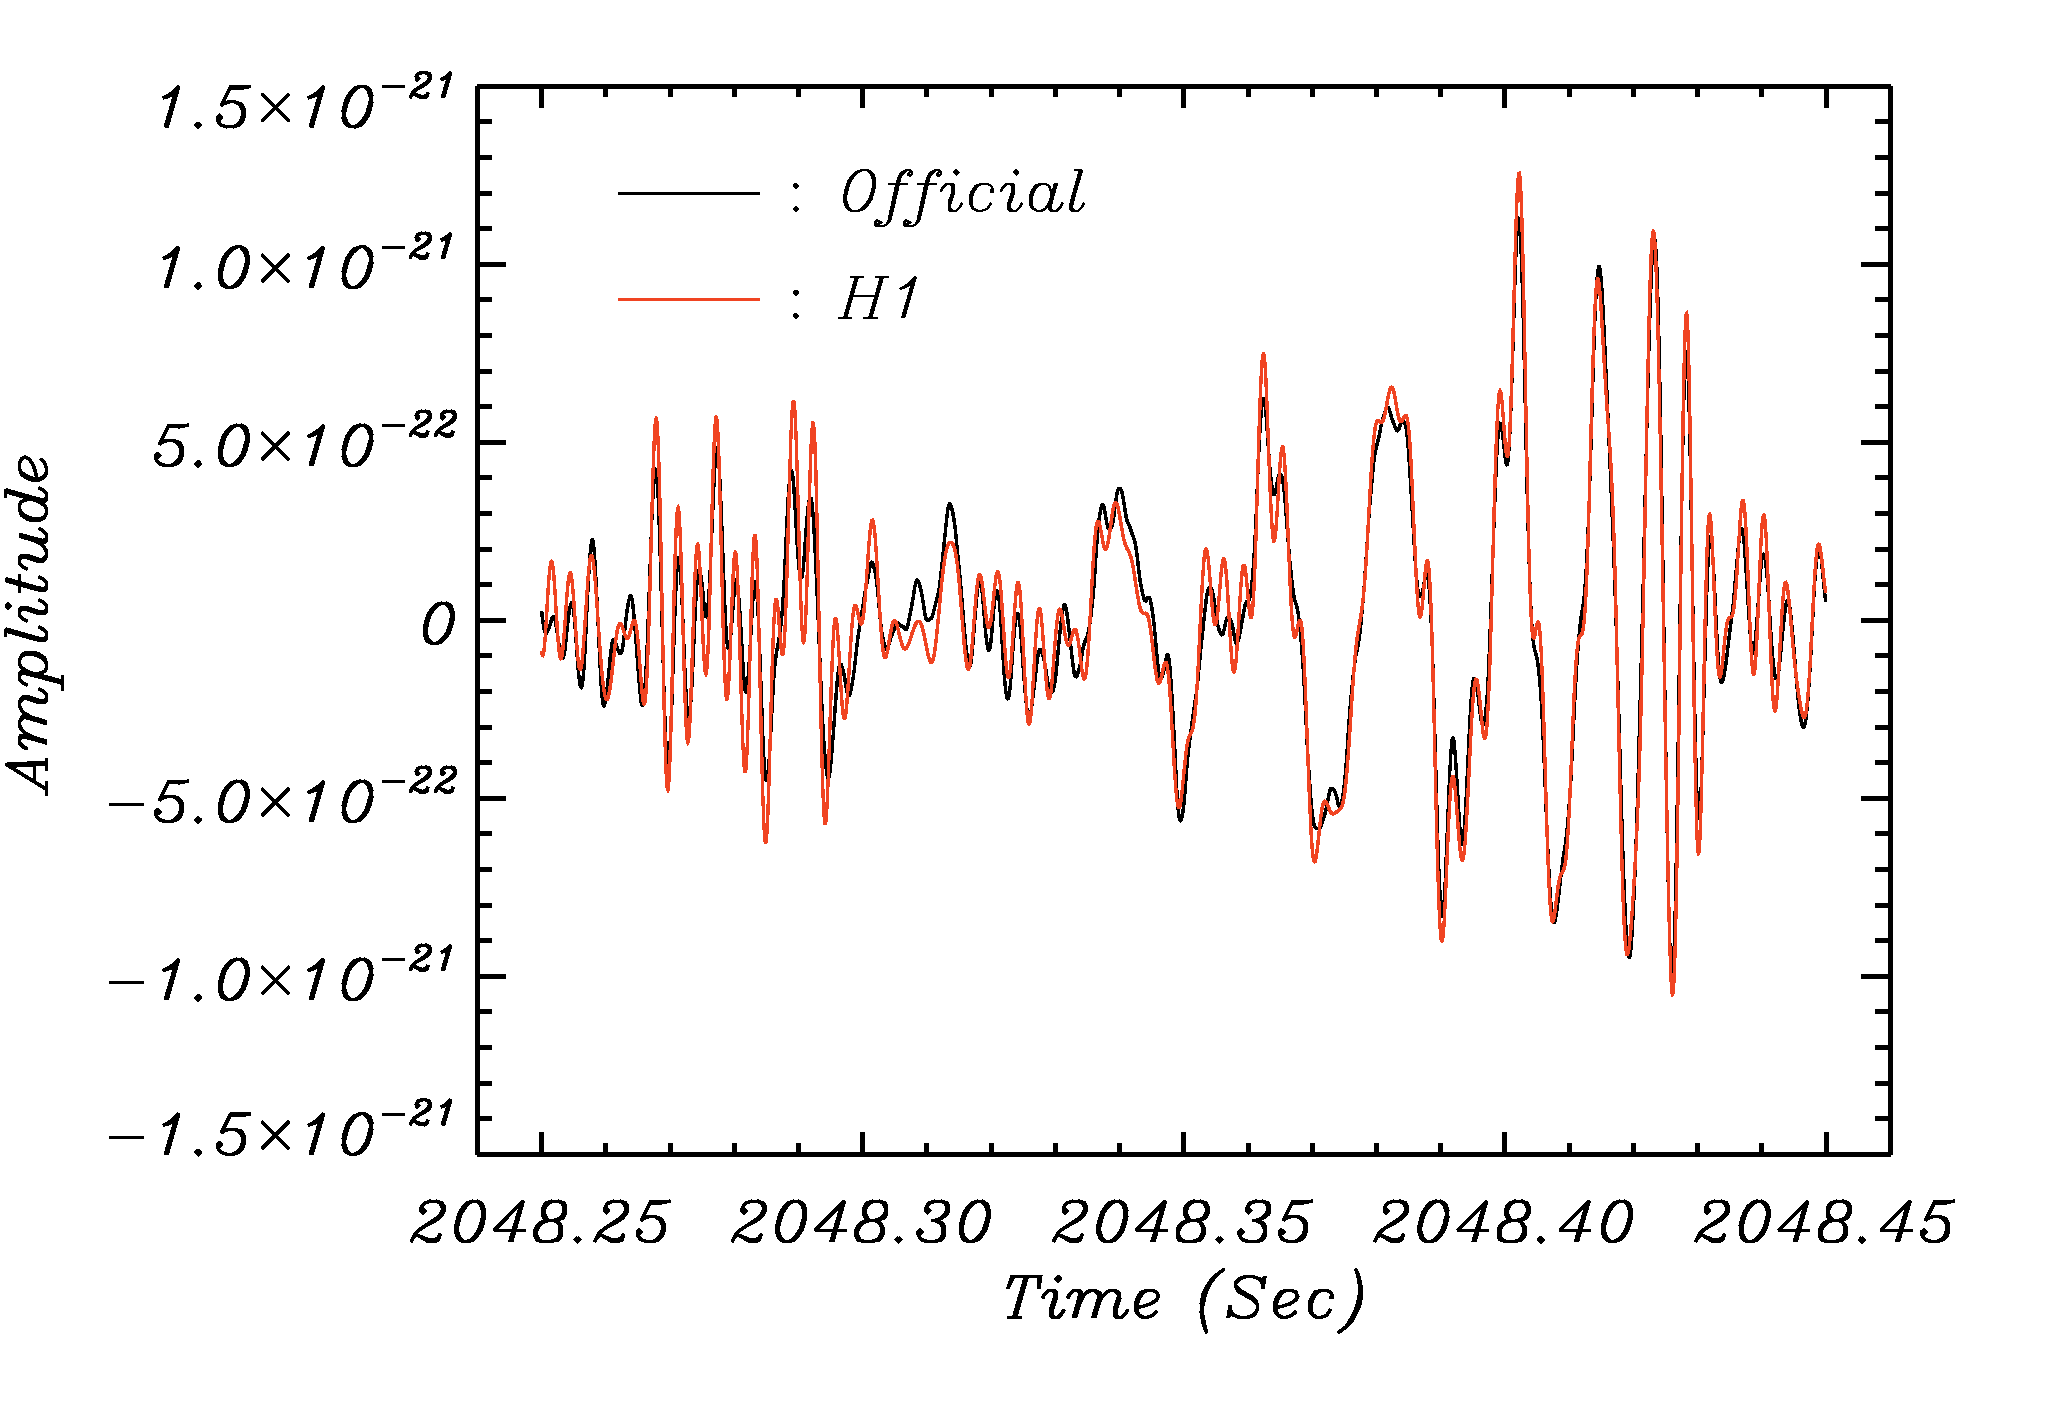 1.5×10⁻²¹
: Official
1.0×10⁻²¹
: H1
5.0×10⁻²²
0
Amplitude
−5.0×10⁻²²
−1.0×10⁻²¹
−1.5×10⁻²¹
2048.25 2048.30 2048.35 2048.40 2048.45
Time (Sec)